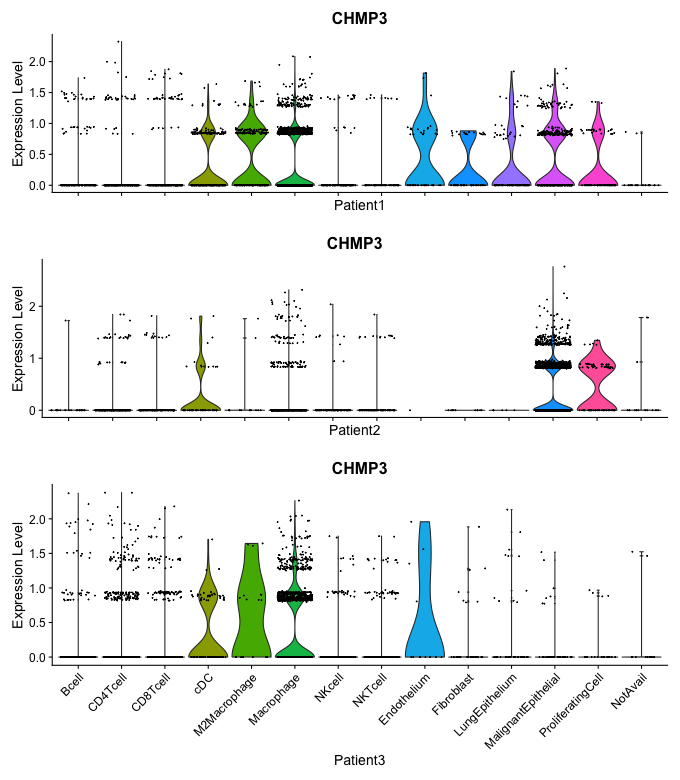 CHMP3
Expression Level
2.0
1.5
1.0
0.5
0.0
Patient1
CHMP3
Expression Level
2
1
0
Patient2
CHMP3
Expression Level
2.0
1.5
1.0
0.5
0.0
Bcell
CD4Tcell
CD8Tcell
cDC
M2Macrophage
Macrophage
NKcell
NKTcell
Endothelium
Fibroblast
LungEpithelium
MalignantEpithelial
ProliferatingCell
NotAvail
Patient3